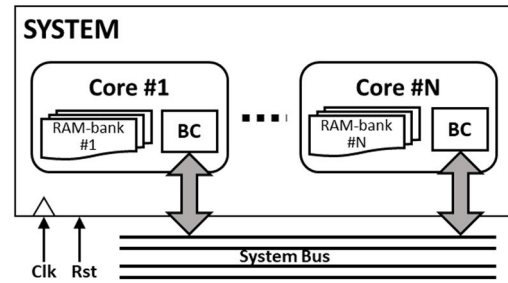 SYSTEM
Core #1
RAM-bank
#1
BC
Core #N
RAM-bank
#N
BC
System Bus
Clk Rst